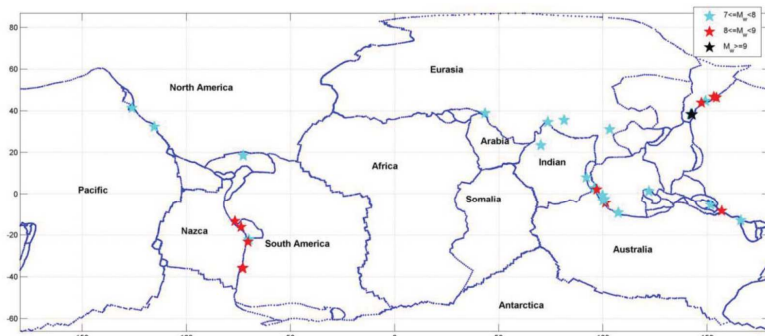 7<=Mw<8
8<=Mw<9
Mw>=9
80
60
40
20
0
-20
-40
-60
North America
Eurasia
Arabia
Indian
Africa
Pacific
Somalia
Nazca
South America
Australia
Antarctica